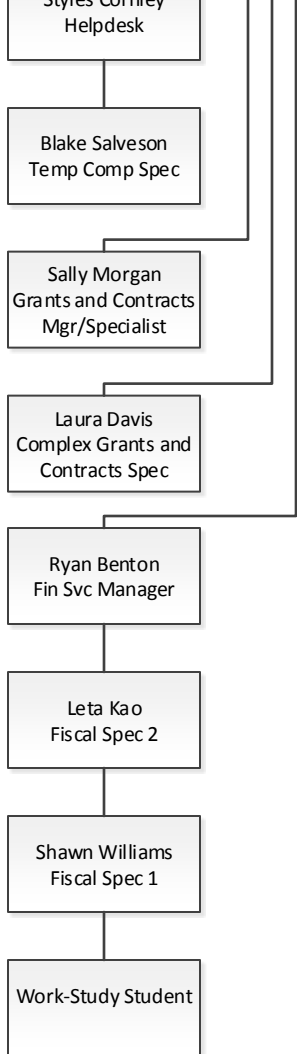 Helpdesk
Blake Salveson
Temp Comp Spec
Sally Morgan
Grants and Contracts
Mgr/Specialist
Laura Davis
Complex Grants and
Contracts Spec
Ryan Benton
Fin Svc Manager
Leta Kao
Fiscal Spec 2
Shawn Williams
Fiscal Spec 1
Work-Study Student